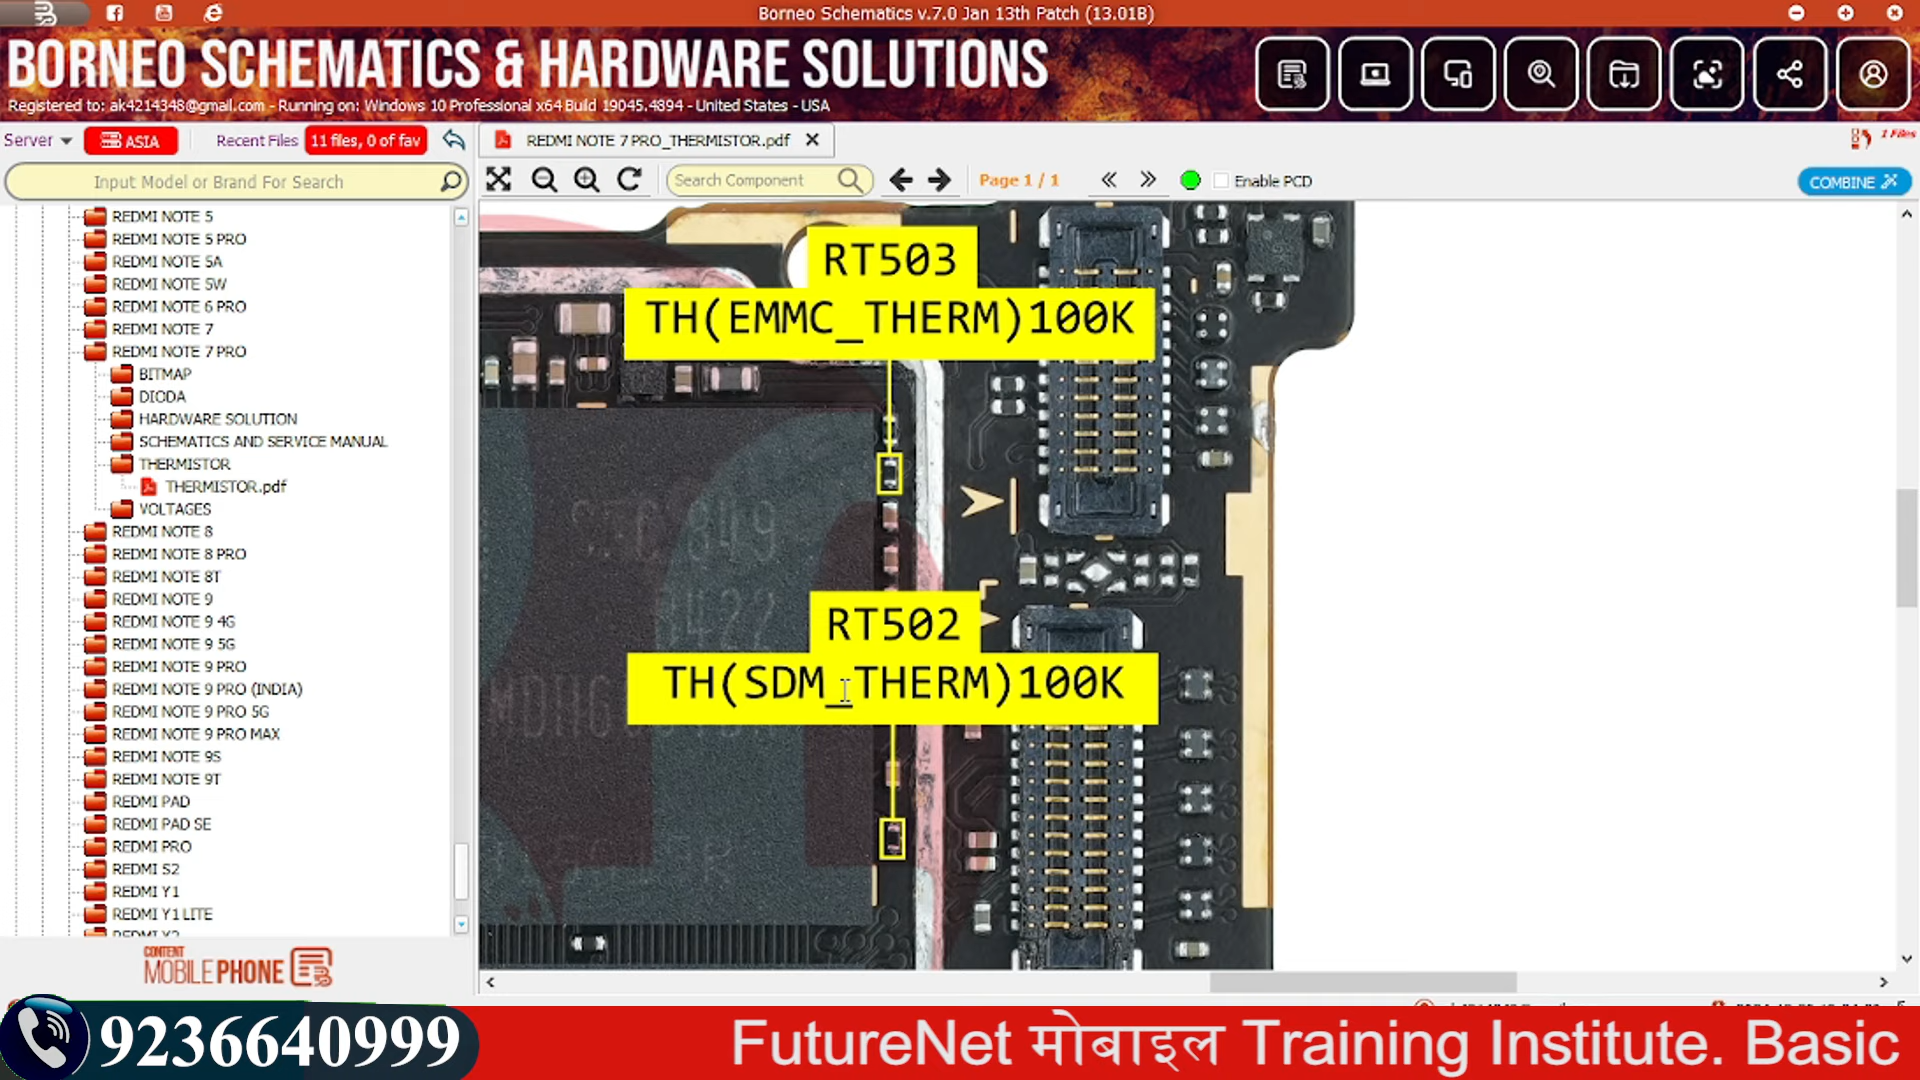 Borneo Schematics v.7.0 Jan 13th Patch (13.01B)
BORNEO SCHEMATICS & HARDWARE SOLUTIONS
Registered to: ak4214348@gmail.com - Running on: Windows 10 Professional x64 Build 19045.4894 - United States - USA
Server
ASIA
Recent Files
11 files, 0 of fav
REDMI NOTE 7 PRO_THERMISTOR.pdf
1 Files
Input Model or Brand For Search
Search Component
Page 1 / 1
Enable PCD
COMBINE
REDMI NOTE 5
REDMI NOTE 5 PRO
REDMI NOTE 5A
REDMI NOTE 5W
REDMI NOTE 6 PRO
REDMI NOTE 7
REDMI NOTE 7 PRO
BITMAP
DIODA
HARDWARE SOLUTION
SCHEMATICS AND SERVICE MANUAL
THERMISTOR
THERMISTOR.pdf
VOLTAGES
REDMI NOTE 8
REDMI NOTE 8 PRO
REDMI NOTE 8T
REDMI NOTE 9
REDMI NOTE 9 4G
REDMI NOTE 9 5G
REDMI NOTE 9 PRO
REDMI NOTE 9 PRO (INDIA)
REDMI NOTE 9 PRO 5G
REDMI NOTE 9 PRO MAX
REDMI NOTE 9S
REDMI NOTE 9T
REDMI PAD
REDMI PAD SE
REDMI PRO
REDMI S2
REDMI Y1
REDMI Y1 LITE
RT503
TH(EMMC_THERM)100K
849
422
RT502
TH(SDM_THERM)100K
CONTENT
MOBILEPHONE
9236640999
FutureNet मोबाइल Training Institute. Basic